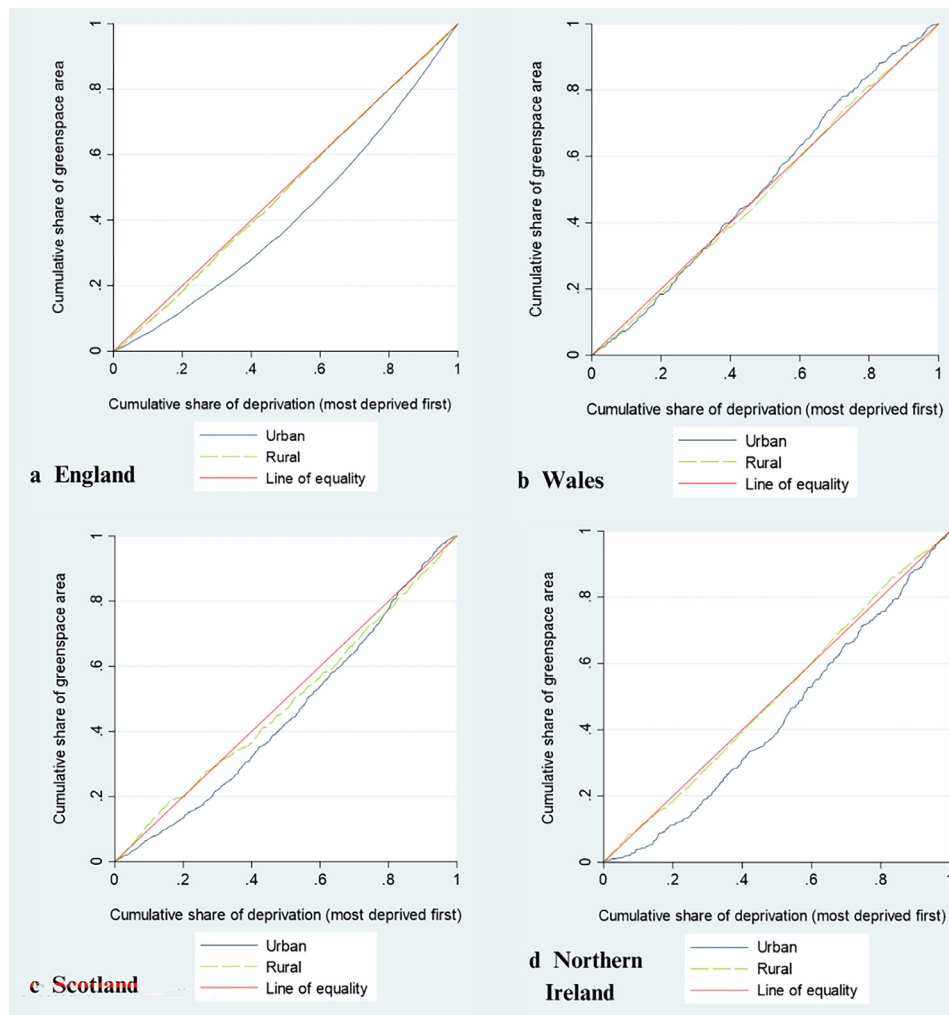 1
.8
.6
.4
.2
0
Cumulative share of greenspace area
0 .2 .4 .6 .8 1
Cumulative share of deprivation (most deprived first)
Urban
Rural
Line of equality
a England
1
.8
.6
.4
.2
0
Cumulative share of greenspace area
0 .2 .4 .6 .8 1
Cumulative share of deprivation (most deprived first)
Urban
Rural
Line of equality
b Wales
1
.8
.6
.4
.2
0
Cumulative share of greenspace area
0 .2 .4 .6 .8 1
Cumulative share of deprivation (most deprived first)
Urban
Rural
Line of equality
c Scotland
1
.8
.6
.4
.2
0
Cumulative share of greenspace area
0 .2 .4 .6 .8 1
Cumulative share of deprivation (most deprived first)
Urban
Rural
Line of equality
d Northern
Ireland